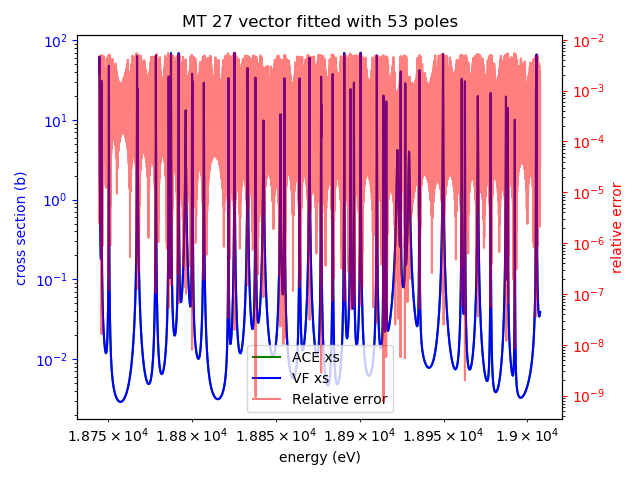 MT 27 vector fitted with 53 poles
cross section (b)
10²
10¹
10⁰
10⁻¹
10⁻²
relative error
10⁻²
10⁻³
10⁻⁴
10⁻⁵
10⁻⁶
10⁻⁷
10⁻⁸
10⁻⁹
ACE xs
VF xs
Relative error
1.875 × 10⁴ 1.88 × 10⁴ 1.885 × 10⁴ 1.89 × 10⁴ 1.895 × 10⁴ 1.9 × 10⁴
energy (eV)